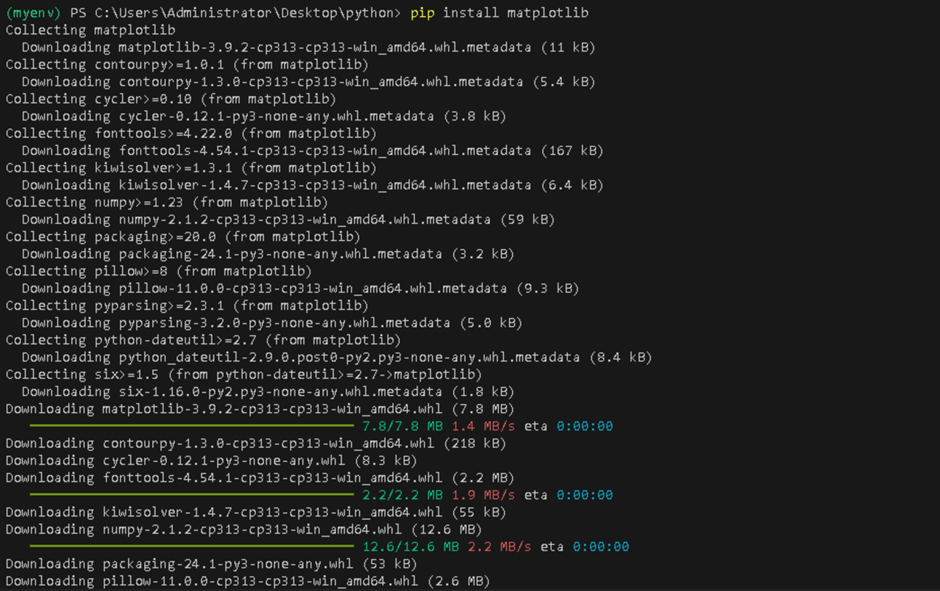 (myenv) PS C:\Users\Administrator\Desktop\python> pip install matplotlib
Collecting matplotlib
Downloading matplotlib-3.9.2-cp313-cp313-win_amd64.whl.metadata (11 kB)
Collecting contourpy>=1.0.1 (from matplotlib)
Downloading contourpy-1.3.0-cp313-cp313-win_amd64.whl.metadata (5.4 kB)
Collecting cycler>=0.10 (from matplotlib)
Downloading cycler-0.12.1-py3-none-any.whl.metadata (3.8 kB)
Collecting fonttools>=4.22.0 (from matplotlib)
Downloading fonttools-4.54.1-cp313-cp313-win_amd64.whl.metadata (167 kB)
Collecting kiwisolver>=1.3.1 (from matplotlib)
Downloading kiwisolver-1.4.7-cp313-cp313-win_amd64.whl.metadata (6.4 kB)
Collecting numpy>=1.23 (from matplotlib)
Downloading numpy-2.1.2-cp313-cp313-win_amd64.whl.metadata (59 kB)
Collecting packaging>=20.0 (from matplotlib)
Downloading packaging-24.1-py3-none-any.whl.metadata (3.2 kB)
Collecting pillow>=8 (from matplotlib)
Downloading pillow-11.0.0-cp313-cp313-win_amd64.whl.metadata (9.3 kB)
Collecting pyparsing>=2.3.1 (from matplotlib)
Downloading pyparsing-3.2.0-py3-none-any.whl.metadata (5.0 kB)
Collecting python-dateutil>=2.7 (from matplotlib)
Downloading python_dateutil-2.9.0.post0-py2.py3-none-any.whl.metadata (8.4 kB)
Collecting six>=1.5 (from python-dateutil>=2.7->matplotlib)
Downloading six-1.16.0-py2.py3-none-any.whl.metadata (1.8 kB)
Downloading matplotlib-3.9.2-cp313-cp313-win_amd64.whl (7.8 MB)
7.8/7.8 MB 1.4 MB/s eta 0:00:00
Downloading contourpy-1.3.0-cp313-cp313-win_amd64.whl (218 kB)
Downloading cycler-0.12.1-py3-none-any.whl (8.3 kB)
Downloading fonttools-4.54.1-cp313-cp313-win_amd64.whl (2.2 MB)
2.2/2.2 MB 1.9 MB/s eta 0:00:00
Downloading kiwisolver-1.4.7-cp313-cp313-win_amd64.whl (55 kB)
Downloading numpy-2.1.2-cp313-cp313-win_amd64.whl (12.6 MB)
12.6/12.6 MB 2.2 MB/s eta 0:00:00
Downloading packaging-24.1-py3-none-any.whl (53 kB)
Downloading pillow-11.0.0-cp313-cp313-win_amd64.whl (2.6 MB)